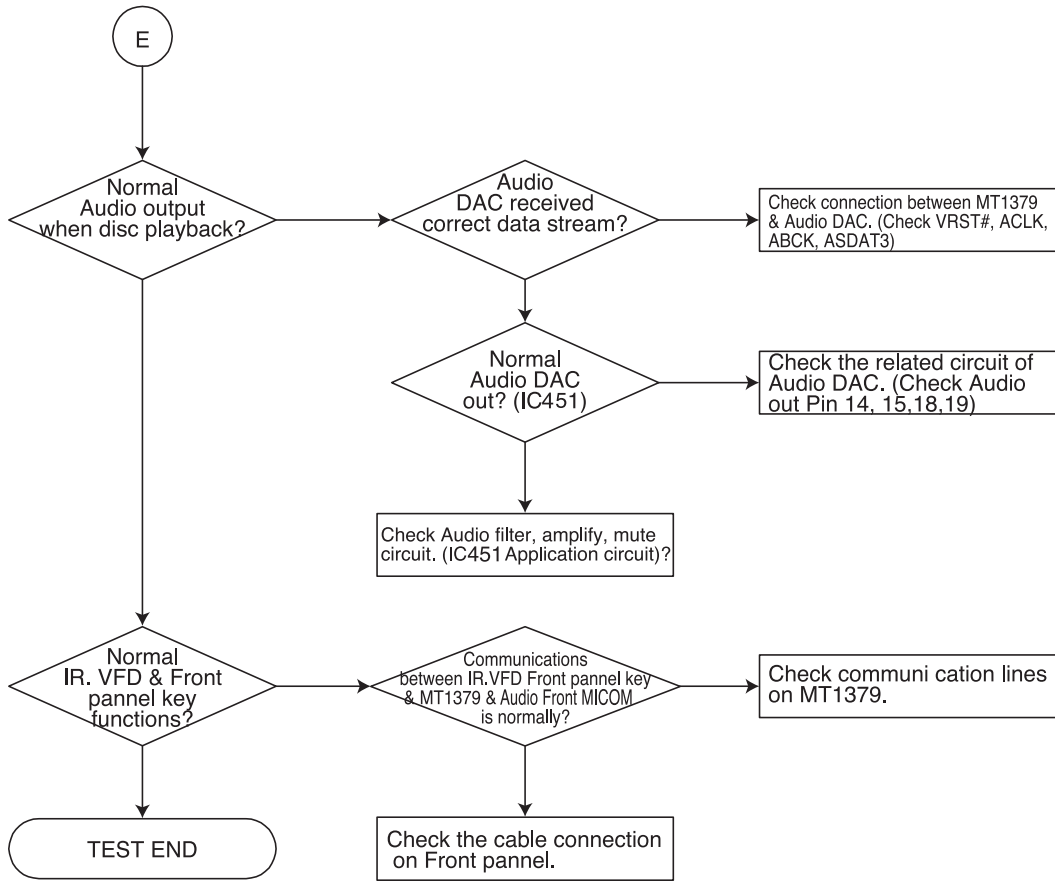 E
Normal
Audio output
when disc playback?
Audio
DAC received
correct data stream?
Check connection between MT1379
& Audio DAC. (Check VRST#, ACLK,
ABCK, ASDAT3)
Normal
Audio DAC
out? (IC451)
Check the related circuit of
Audio DAC. (Check Audio
out Pin 14, 15,18,19)
Check Audio filter, amplify, mute
circuit. (IC451 Application circuit)?
Normal
IR. VFD & Front
pannel key
functions?
Communications
between IR.VFD Front pannel key
& MT1379 & Audio Front MICOM
is normally?
Check communi cation lines
on MT1379.
TEST END
Check the cable connection
on Front pannel.